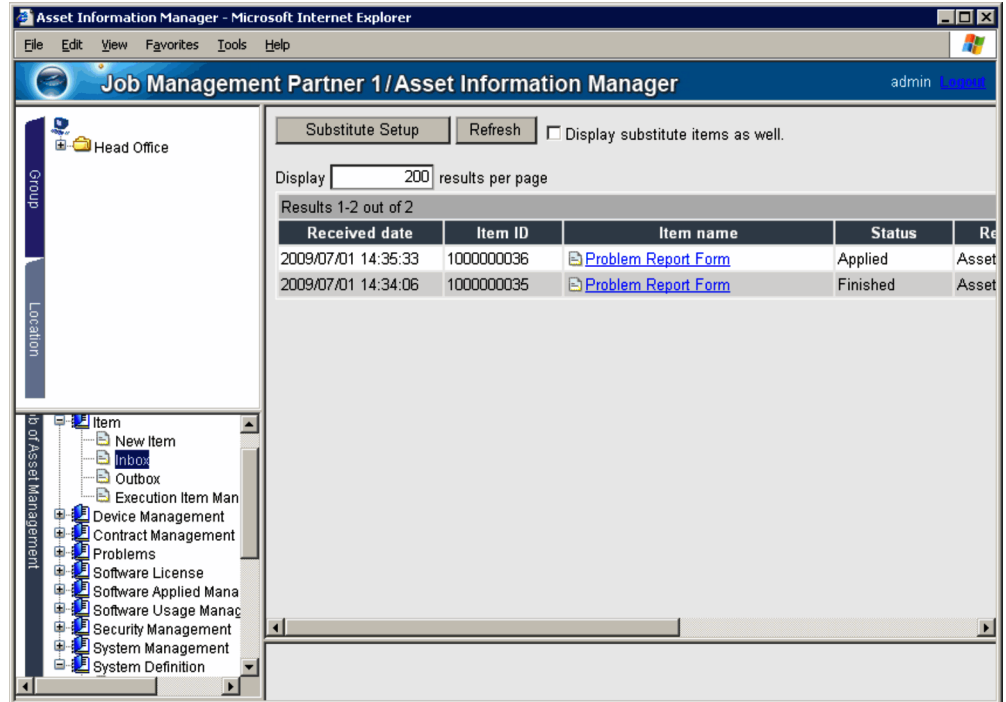 Asset Information Manager - Microsoft Internet Explorer
File Edit View Favorites Tools Help
Job Management Partner 1/Asset Information Manager
admin Logout
Group
Location
Head Office
Substitute Setup Refresh Display substitute items as well.
Display 200 results per page
Results 1-2 out of 2
Received date Item ID Item name Status Re
2009/07/01 14:35:33 1000000036 Problem Report Form Applied Asset
2009/07/01 14:34:06 1000000035 Problem Report Form Finished Asset
b of Asset Management
Item
New Item
Inbox
Outbox
Execution Item Man
Device Management
Contract Management
Problems
Software License
Software Applied Mana
Software Usage Manag
Security Management
System Management
System Definition